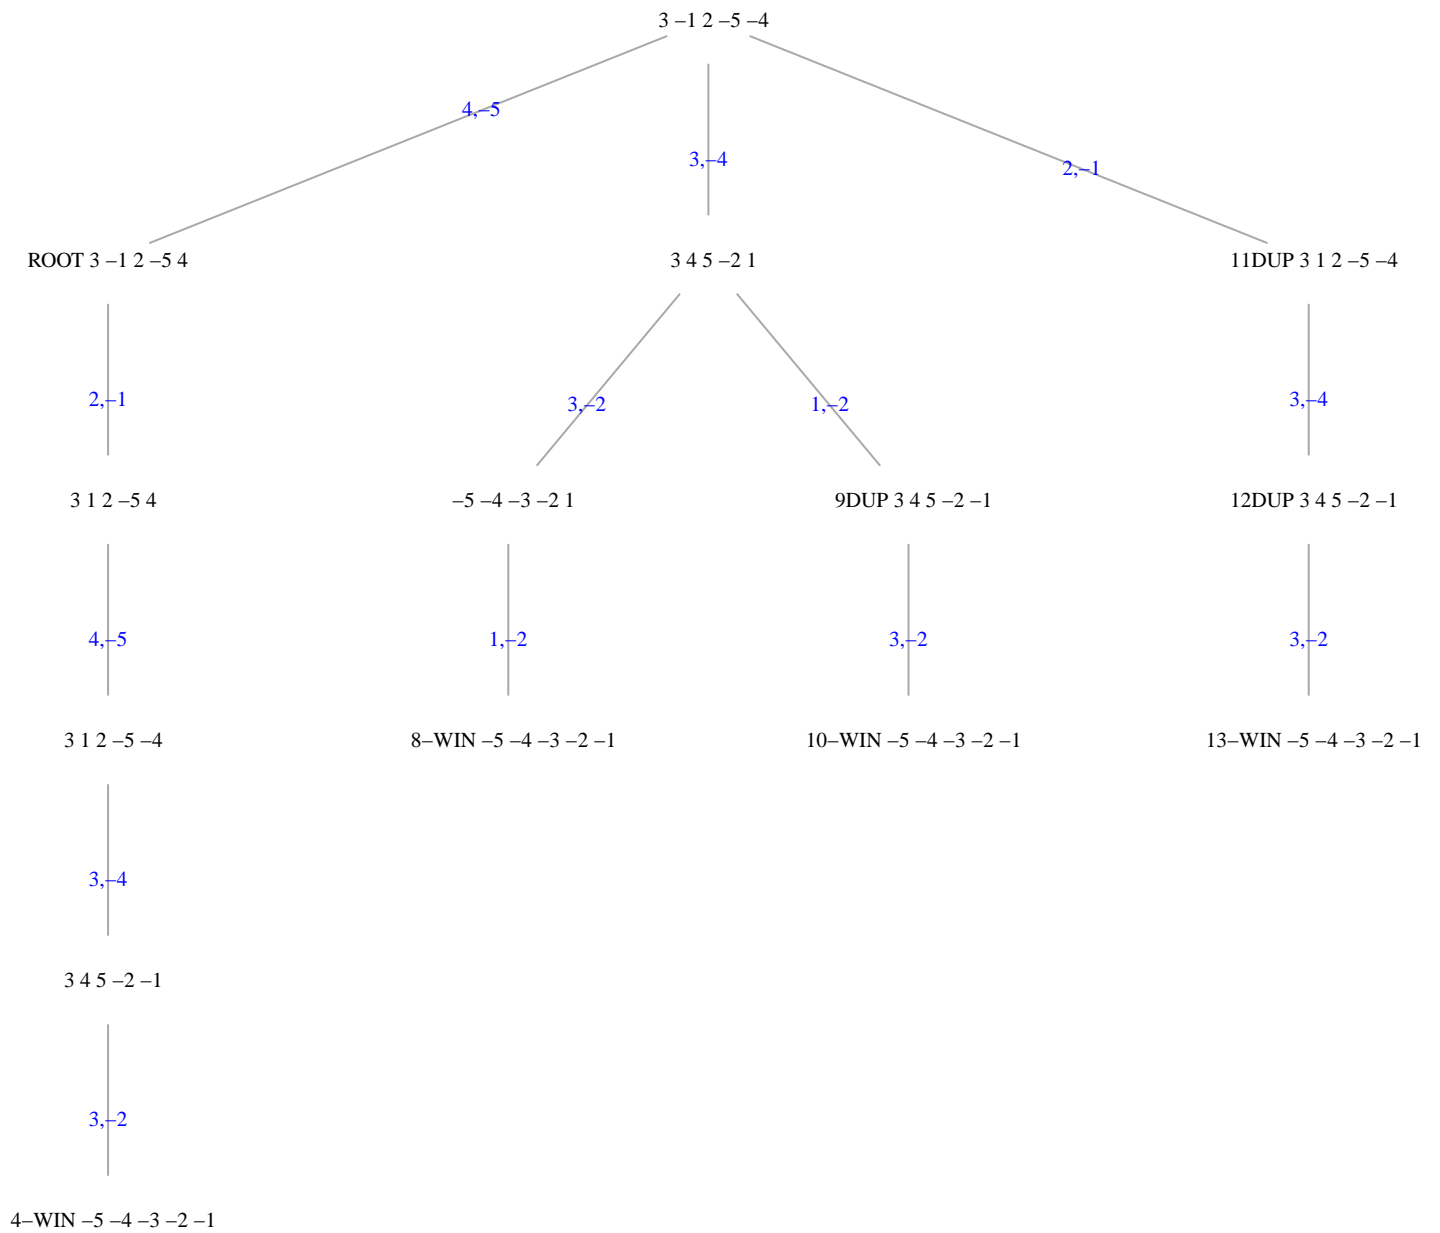 3 –1 2 –5 –4
4,–5
3,–4
2,–1
ROOT 3 –1 2 –5 4
3 4 5 –2 1
11DUP 3 1 2 –5 –4
2,–1
3,–2
1,–2
3,–4
3 1 2 –5 4
–5 –4 –3 –2 1
9DUP 3 4 5 –2 –1
12DUP 3 4 5 –2 –1
4,–5
1,–2
3,–2
3,–2
3 1 2 –5 –4
8–WIN –5 –4 –3 –2 –1
10–WIN –5 –4 –3 –2 –1
13–WIN –5 –4 –3 –2 –1
3,–4
3 4 5 –2 –1
3,–2
4–WIN –5 –4 –3 –2 –1